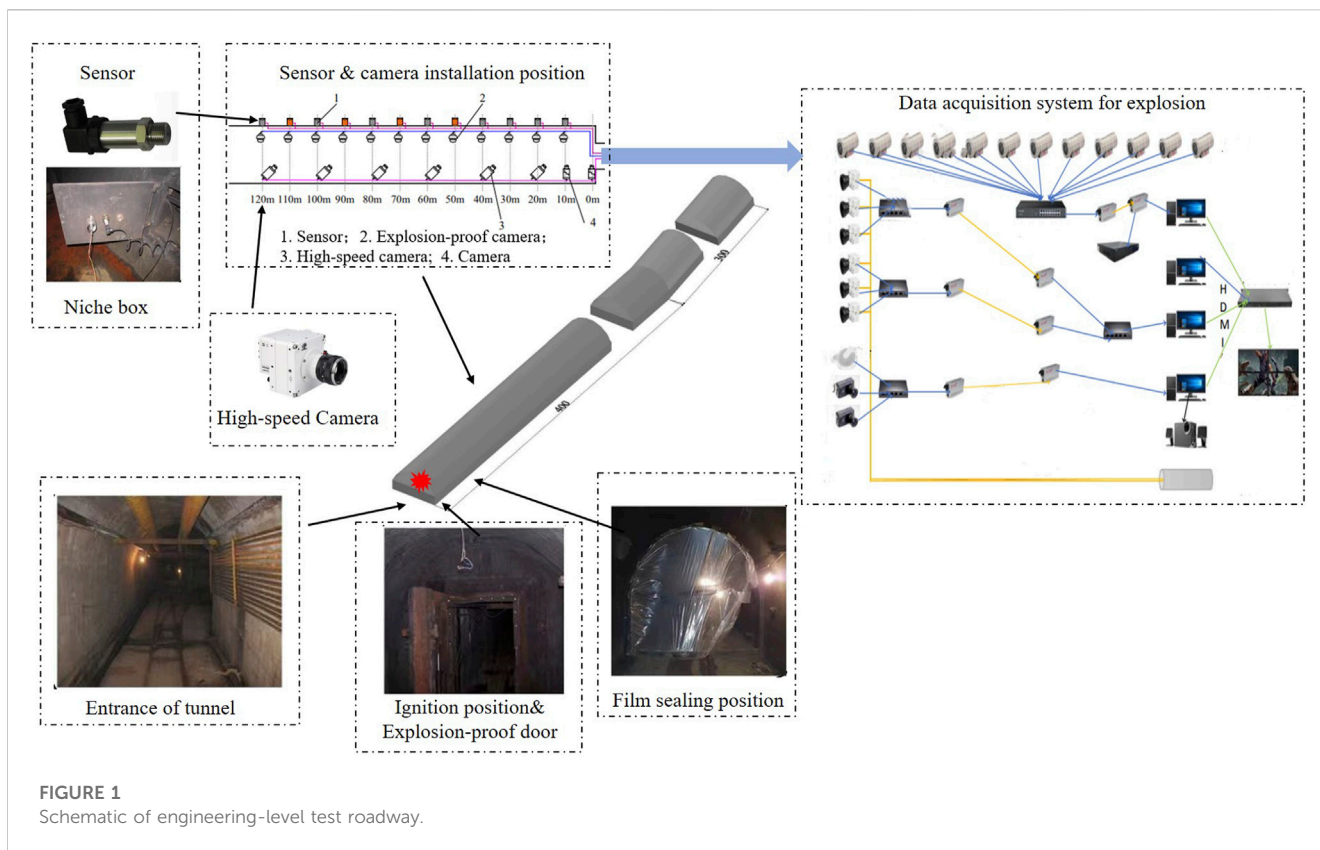 Sensor
Niche box
Sensor & camera installation position
1
2
120m 110m 100m 90m 80m 70m 60m 50m 40m 30m 20m 10m 0m
3
4
1. Sensor; 2. Explosion-proof camera;
3. High-speed camera; 4. Camera
High-speed Camera
Data acquisition system for explosion
HDMI
300
400
Entrance of tunnel
Ignition position&
Explosion-proof door
Film sealing position
FIGURE 1
Schematic of engineering-level test roadway.